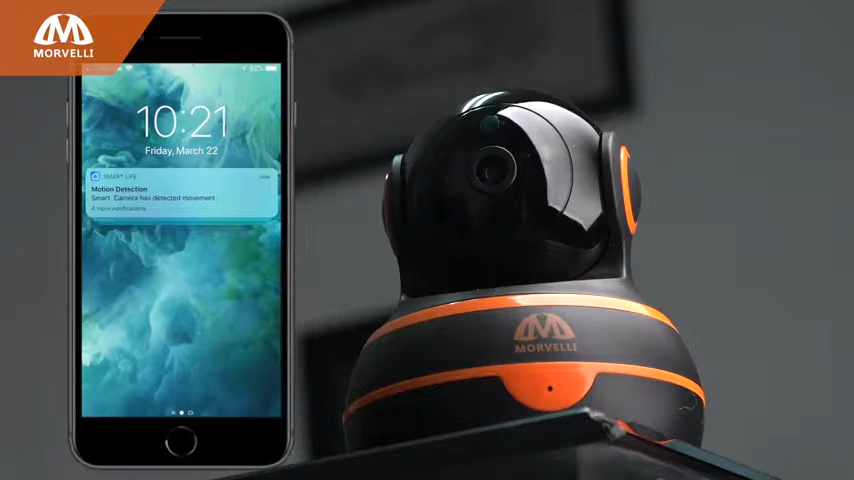 MORVELLI
10:21
Friday, March 22
SMART LIFE
now
Motion Detection
Smart Camera has detected movement.
4 more notifications
MORVELLI